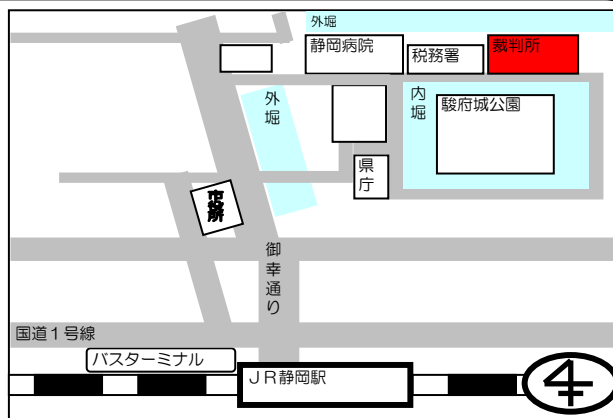 外堀
静岡病院
税務署
裁判所
外堀
内堀
駿府城公園
県庁
市役所
御幸通り
国道1号線
バスターミナル
JR静岡駅
4